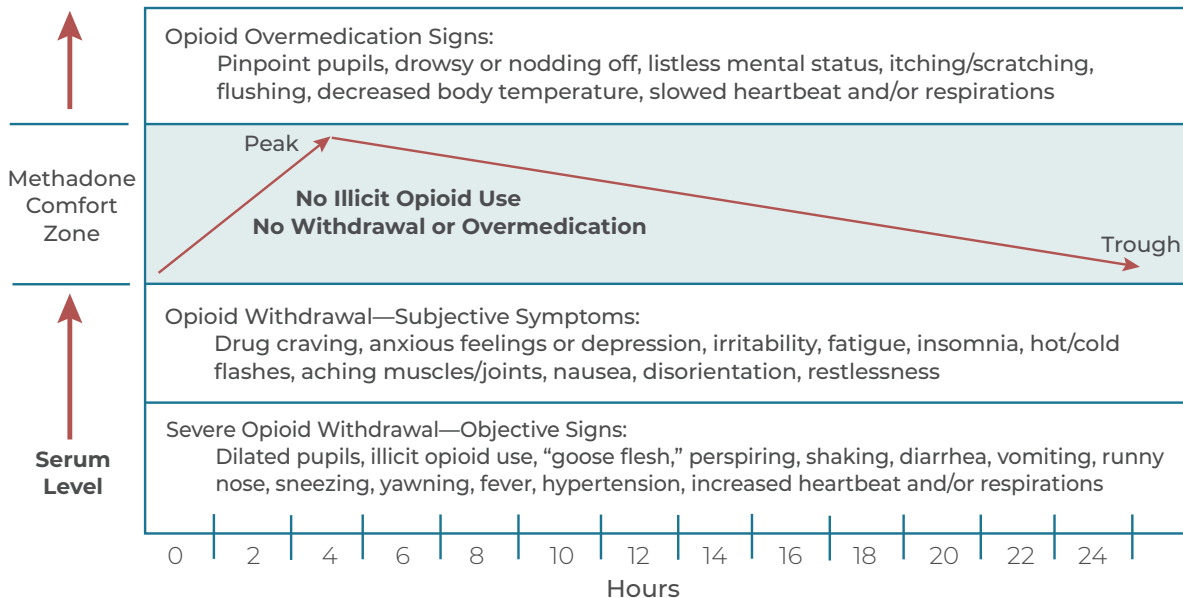 Opioid Overmedication Signs:
Pinpoint pupils, drowsy or nodding off, listless mental status, itching/scratching,
flushing, decreased body temperature, slowed heartbeat and/or respirations
Methadone
Comfort
Zone
Peak
No Illicit Opioid Use
No Withdrawal or Overmedication
Trough
Opioid Withdrawal—Subjective Symptoms:
Drug craving, anxious feelings or depression, irritability, fatigue, insomnia, hot/cold
flashes, aching muscles/joints, nausea, disorientation, restlessness
Severe Opioid Withdrawal—Objective Signs:
Dilated pupils, illicit opioid use, “goose flesh,” perspiring, shaking, diarrhea, vomiting, runny
nose, sneezing, yawning, fever, hypertension, increased heartbeat and/or respirations
Serum
Level
0 2 4 6 8 10 12 14 16 18 20 22 24
Hours